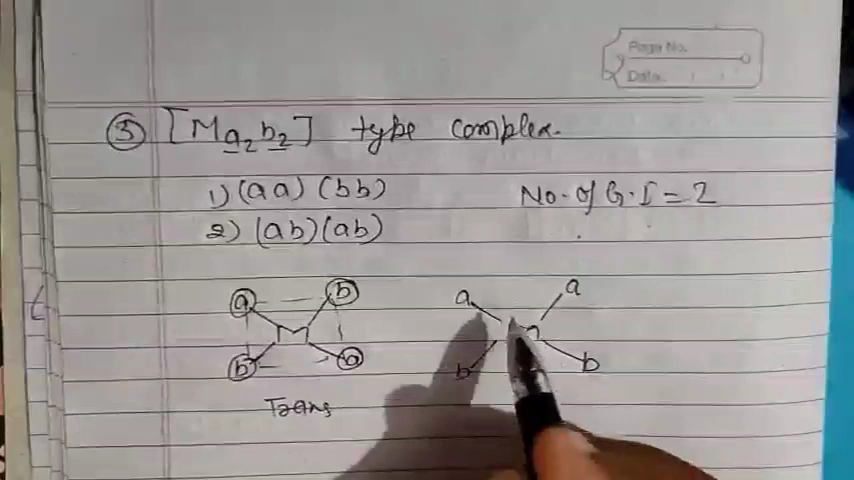 Page No.
Date
③ [Ma₂b₂] type complex.
1) (aa) (bb) No. of G.I = 2
2) (ab) (ab)
a b a a
M
b a b b
Trans